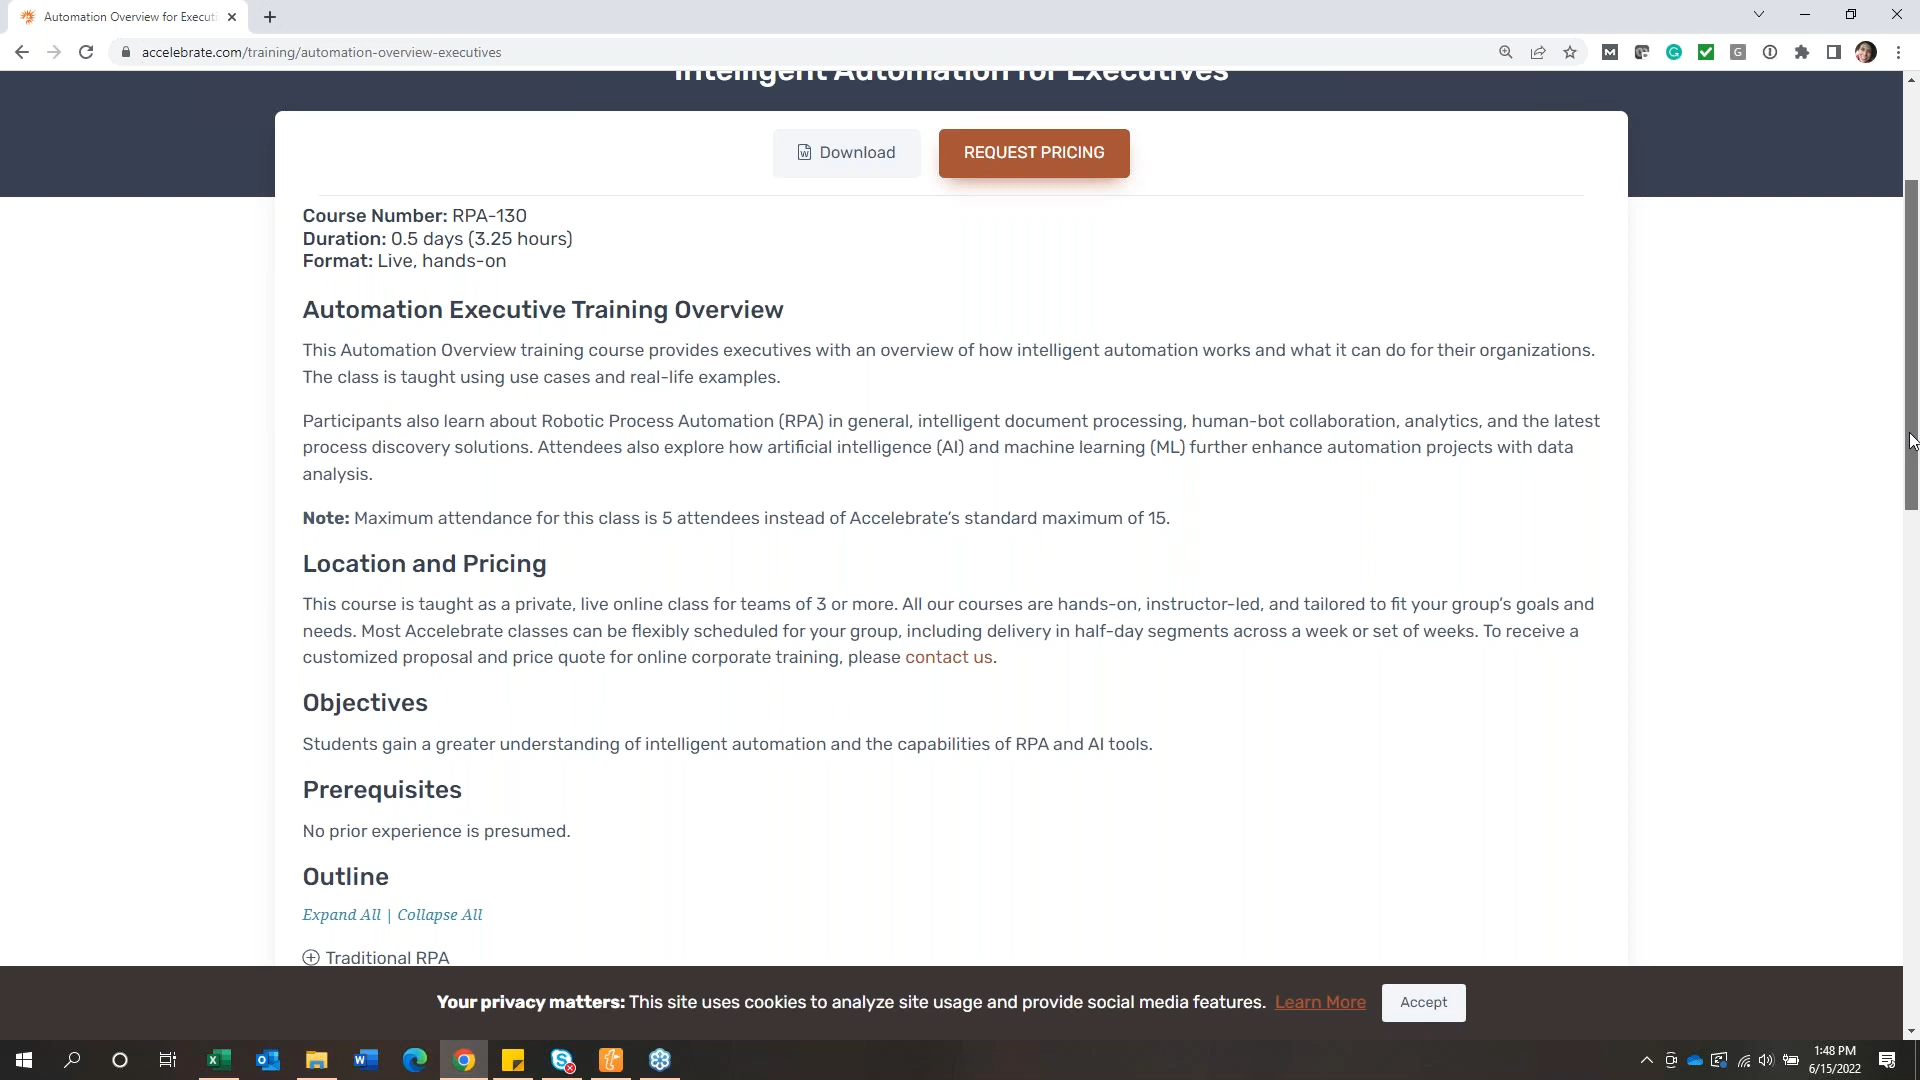 Automation Overview for Executi
accelebrate.com/training/automation-overview-executives
Intelligent Automation for Executives
Download
REQUEST PRICING
Course Number: RPA-130
Duration: 0.5 days (3.25 hours)
Format: Live, hands-on
Automation Executive Training Overview
This Automation Overview training course provides executives with an overview of how intelligent automation works and what it can do for their organizations.
The class is taught using use cases and real-life examples.
Participants also learn about Robotic Process Automation (RPA) in general, intelligent document processing, human-bot collaboration, analytics, and the latest
process discovery solutions. Attendees also explore how artificial intelligence (AI) and machine learning (ML) further enhance automation projects with data
analysis.
Note: Maximum attendance for this class is 5 attendees instead of Accelebrate's standard maximum of 15.
Location and Pricing
This course is taught as a private, live online class for teams of 3 or more. All our courses are hands-on, instructor-led, and tailored to fit your group's goals and
needs. Most Accelebrate classes can be flexibly scheduled for your group, including delivery in half-day segments across a week or set of weeks. To receive a
customized proposal and price quote for online corporate training, please contact us.
Objectives
Students gain a greater understanding of intelligent automation and the capabilities of RPA and AI tools.
Prerequisites
No prior experience is presumed.
Outline
Expand All | Collapse All
Traditional RPA
Your privacy matters: This site uses cookies to analyze site usage and provide social media features. Learn More
Accept
1:48 PM
6/15/2022